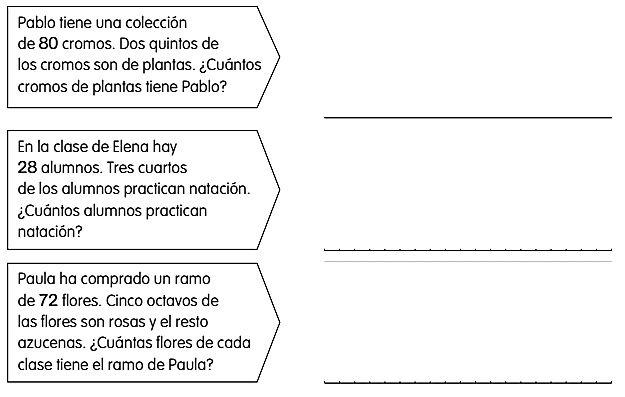 Pablo tiene una colección
de 80 cromos. Dos quintos de
los cromos son de plantas. ¿Cuántos
cromos de plantas tiene Pablo?
En la clase de Elena hay
28 alumnos. Tres cuartos
de los alumnos practican natación.
¿Cuántos alumnos practican
natación?
Paula ha comprado un ramo
de 72 flores. Cinco octavos de
las flores son rosas y el resto
azucenas. ¿Cuántas flores de cada
clase tiene el ramo de Paula?